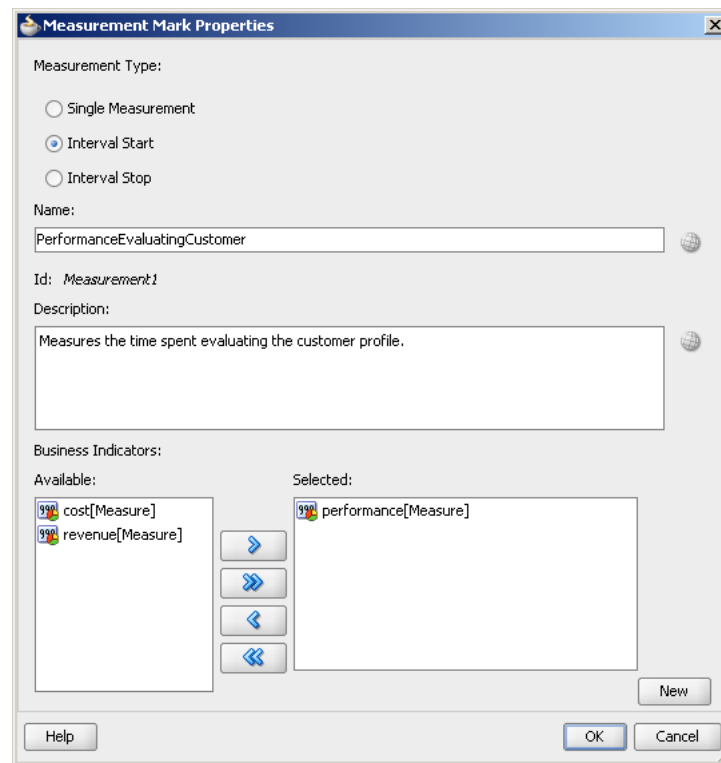 Measurement Mark Properties
Measurement Type:
Single Measurement
Interval Start
Interval Stop
Name:
PerformanceEvaluatingCustomer
Id: Measurement1
Description:
Measures the time spent evaluating the customer profile.
Business Indicators:
Available:
Selected:
cost[Measure]
revenue[Measure]
performance[Measure]
New
Help
OK
Cancel